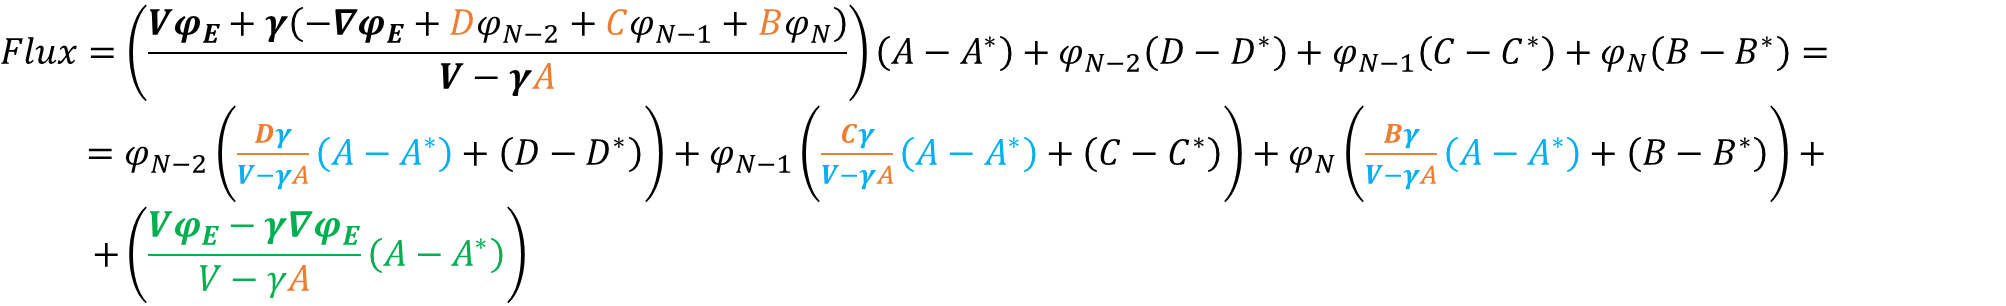 Flux = ((Vφ_E + γ(−∇φ_E + Dφ_{N−2} + Cφ_{N−1} + Bφ_N)) / (V − γA)) (A − A*) + φ_{N−2}(D − D*) + φ_{N−1}(C − C*) + φ_N(B − B*) =
= φ_{N−2} (Dγ / (V−γA) (A − A*) + (D − D*)) + φ_{N−1} (Cγ / (V−γA) (A − A*) + (C − C*)) + φ_N (Bγ / (V−γA) (A − A*) + (B − B*)) +
+ ((Vφ_E − γ∇φ_E) / (V − γA) (A − A*))